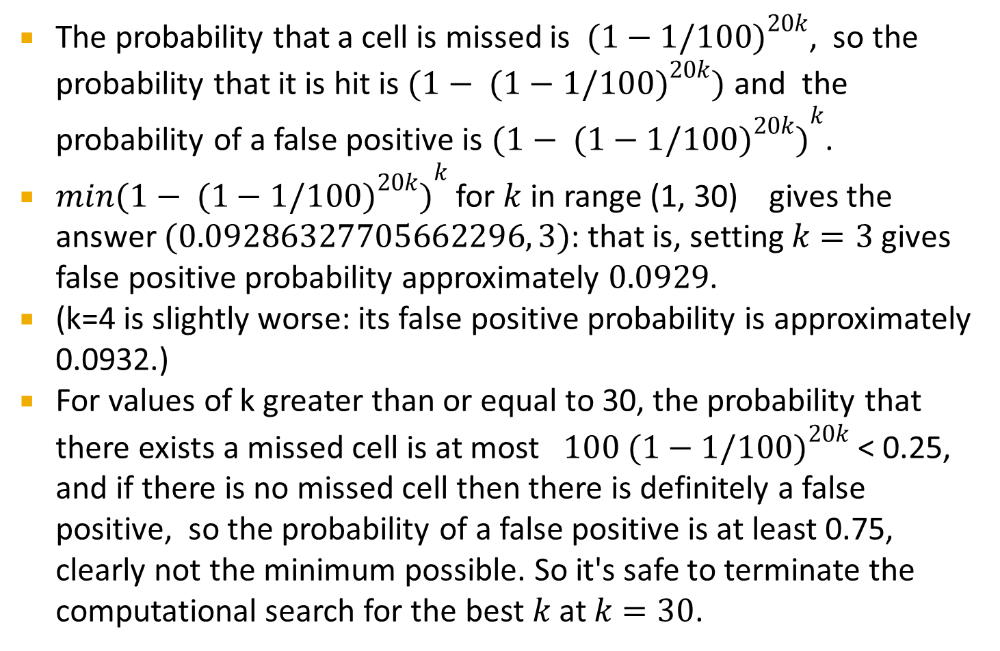 ▪ The probability that a cell is missed is (1 − 1/100)^{20k}, so the
probability that it is hit is (1 − (1 − 1/100)^{20k}) and the
probability of a false positive is (1 − (1 − 1/100)^{20k})^k.
▪ min(1 − (1 − 1/100)^{20k})^k for k in range (1, 30) gives the
answer (0.092863277705662296, 3): that is, setting k = 3 gives
false positive probability approximately 0.0929.
▪ (k=4 is slightly worse: its false positive probability is approximately
0.0932.)
▪ For values of k greater than or equal to 30, the probability that
there exists a missed cell is at most 100 (1 − 1/100)^{20k} < 0.25,
and if there is no missed cell then there is definitely a false
positive, so the probability of a false positive is at least 0.75,
clearly not the minimum possible. So it's safe to terminate the
computational search for the best k at k = 30.